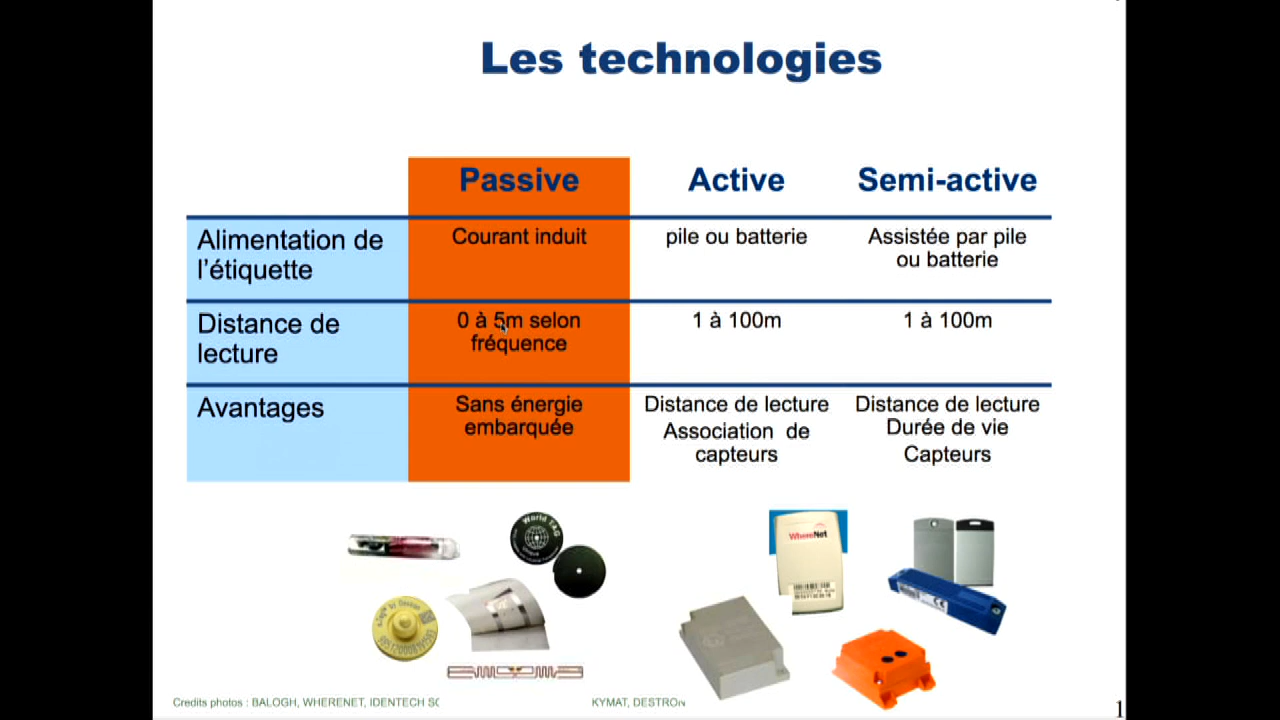 Les technologies
Passive
Active
Semi-active
Alimentation de
l'étiquette
Courant induit
pile ou batterie
Assistée par pile
ou batterie
Distance de
lecture
0 à 5m selon
fréquence
1 à 100m
1 à 100m
Avantages
Sans énergie
embarquée
Distance de lecture
Association de
capteurs
Distance de lecture
Durée de vie
Capteurs
World TAG
WhereNet
Credits photos : BALOGH, WHERENET, IDENTECH
KYMAT, DESTRON
1